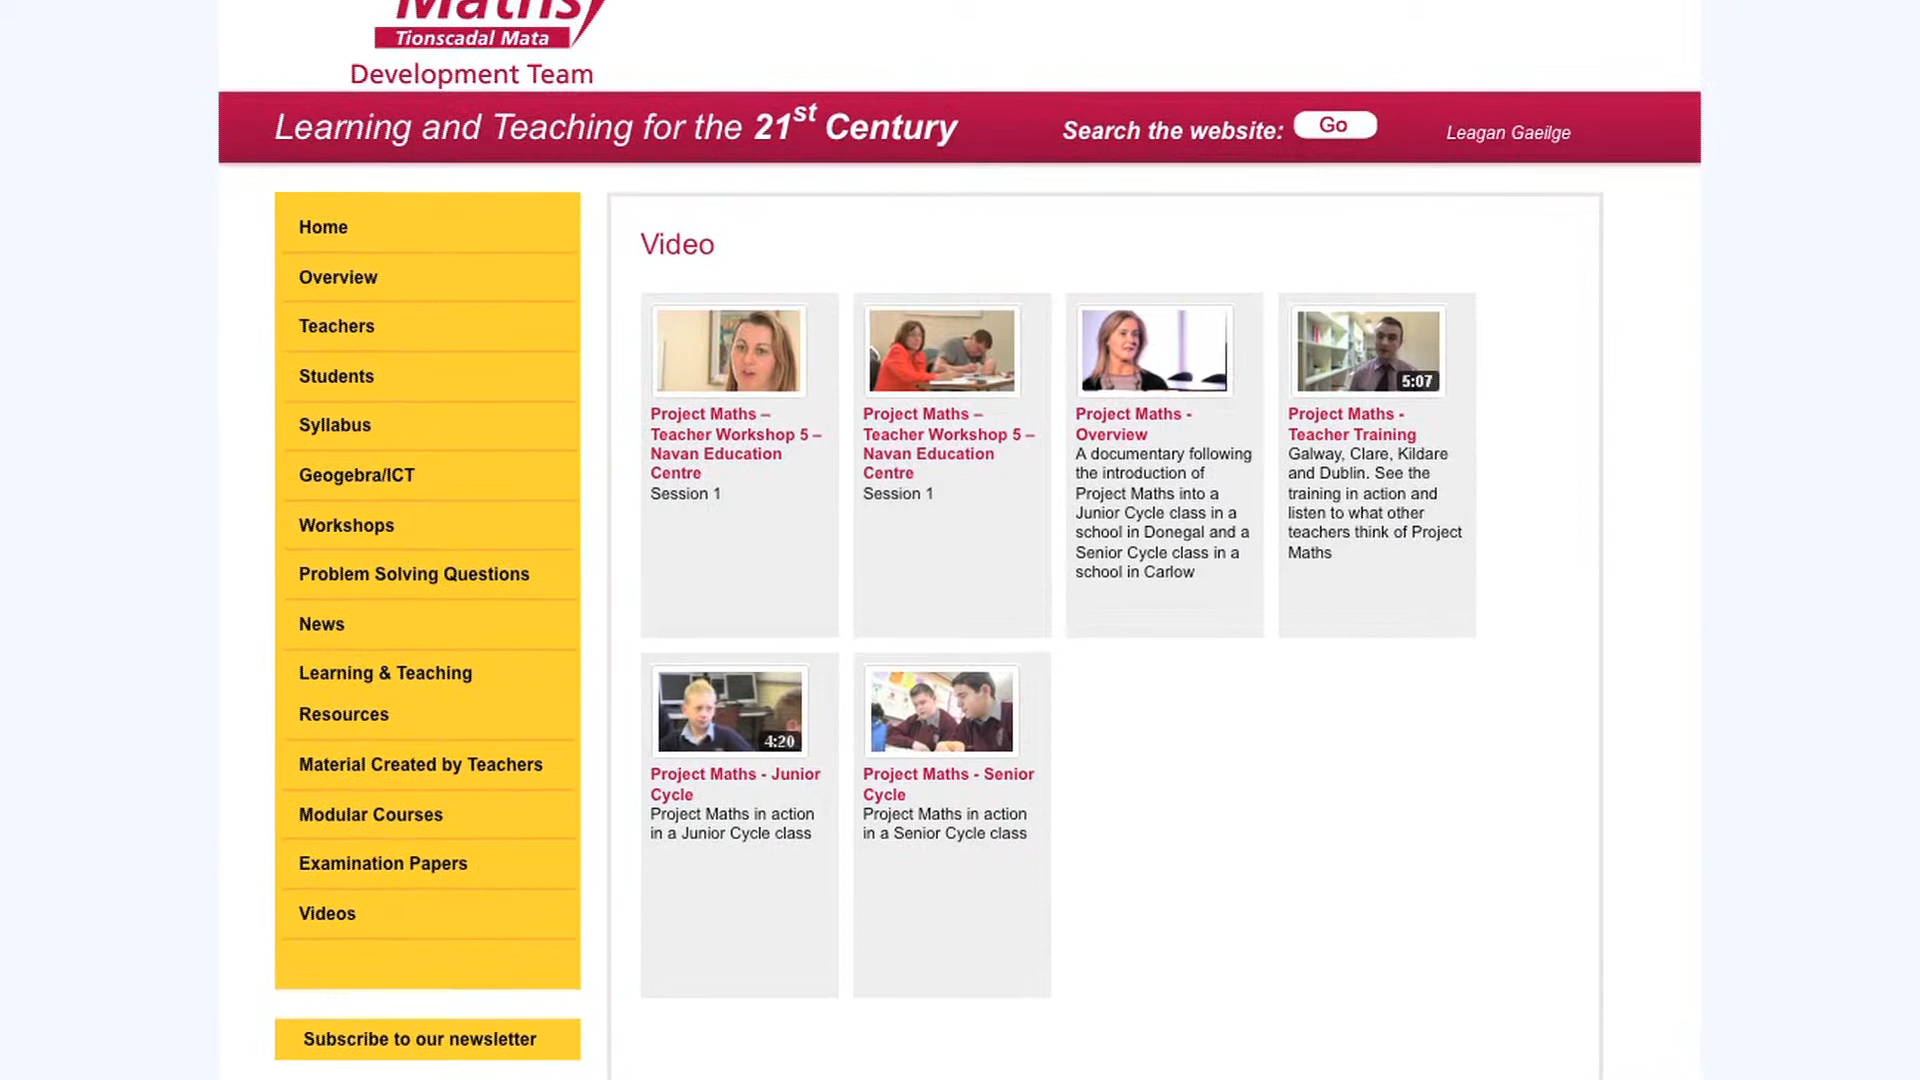 Maths
Tionscadal Mata
Development Team
Learning and Teaching for the 21st Century
Search the website:
Go
Leagan Gaeilge
Home
Overview
Teachers
Students
Syllabus
Geogebra/ICT
Workshops
Problem Solving Questions
News
Learning & Teaching
Resources
Material Created by Teachers
Modular Courses
Examination Papers
Videos
Subscribe to our newsletter
Video
Project Maths –
Teacher Workshop 5 –
Navan Education
Centre
Session 1
Project Maths –
Teacher Workshop 5 –
Navan Education
Centre
Session 1
Project Maths -
Overview
A documentary following
the introduction of
Project Maths into a
Junior Cycle class in a
school in Donegal and a
Senior Cycle class in a
school in Carlow
5:07
Project Maths -
Teacher Training
Galway, Clare, Kildare
and Dublin. See the
training in action and
listen to what other
teachers think of Project
Maths
4:20
Project Maths - Junior
Cycle
Project Maths in action
in a Junior Cycle class
Project Maths - Senior
Cycle
Project Maths in action
in a Senior Cycle class